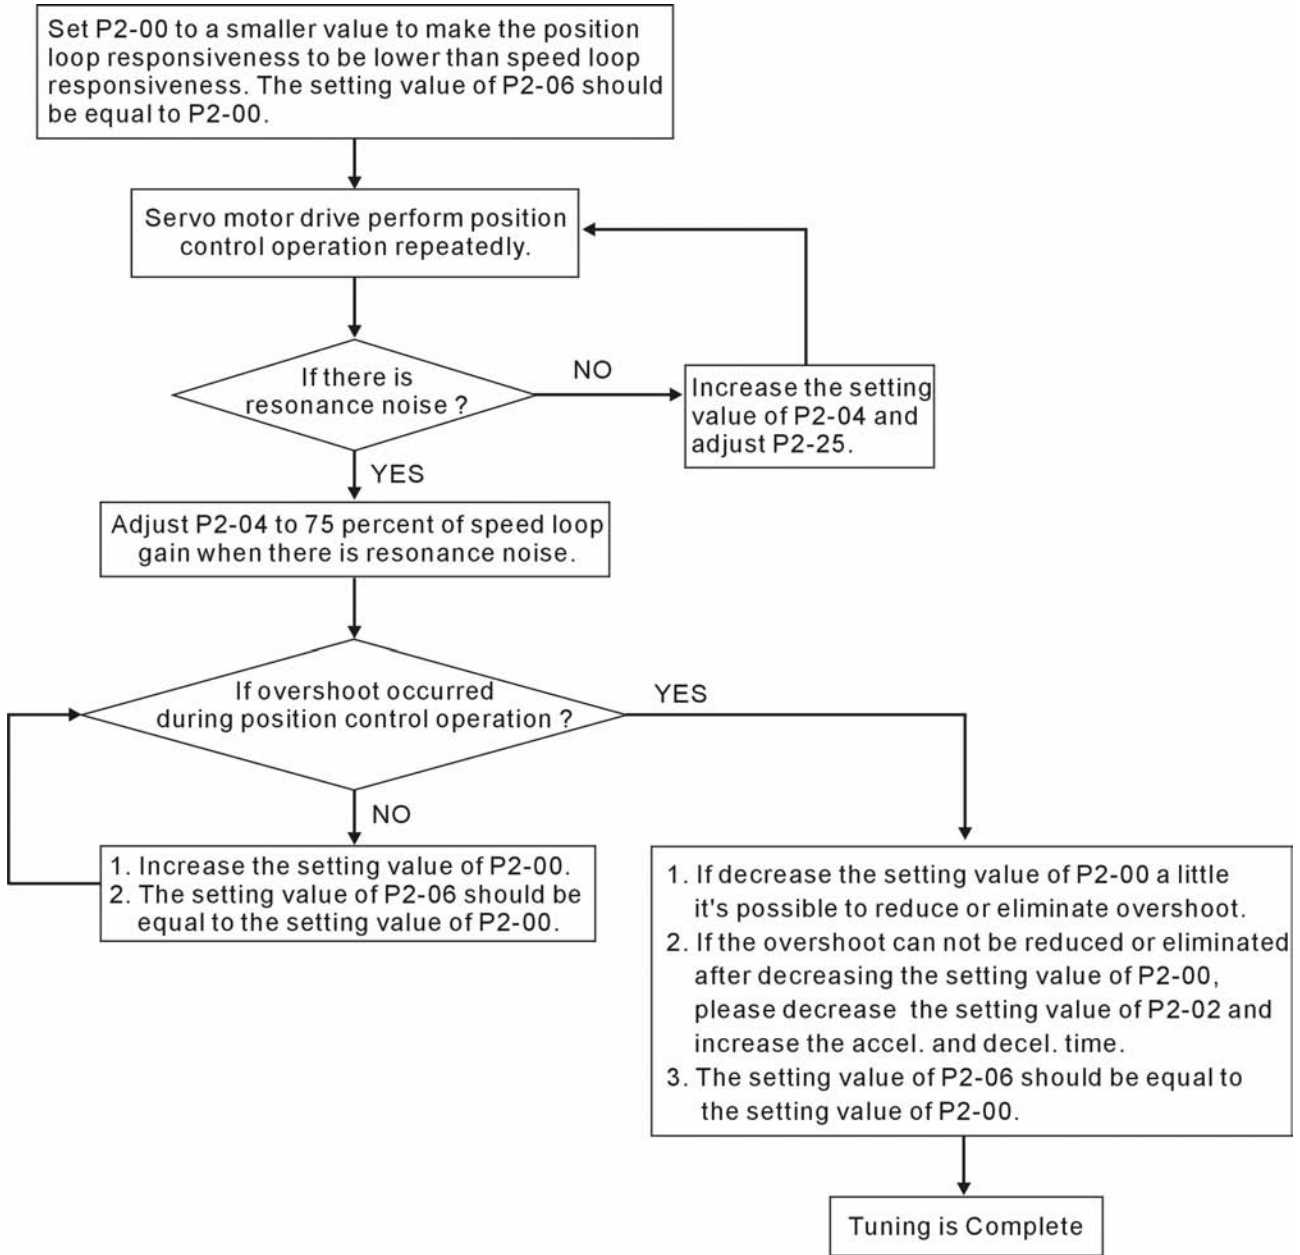 Set P2-00 to a smaller value to make the position
loop responsiveness to be lower than speed loop
responsiveness. The setting value of P2-06 should
be equal to P2-00.
Servo motor drive perform position
control operation repeatedly.
If there is
resonance noise ?
NO
Increase the setting
value of P2-04 and
adjust P2-25.
YES
Adjust P2-04 to 75 percent of speed loop
gain when there is resonance noise.
If overshoot occurred
during position control operation ?
YES
NO
1. Increase the setting value of P2-00.
2. The setting value of P2-06 should be
equal to the setting value of P2-00.
1. If decrease the setting value of P2-00 a little
it's possible to reduce or eliminate overshoot.
2. If the overshoot can not be reduced or eliminated
after decreasing the setting value of P2-00,
please decrease the setting value of P2-02 and
increase the accel. and decel. time.
3. The setting value of P2-06 should be equal to
the setting value of P2-00.
Tuning is Complete